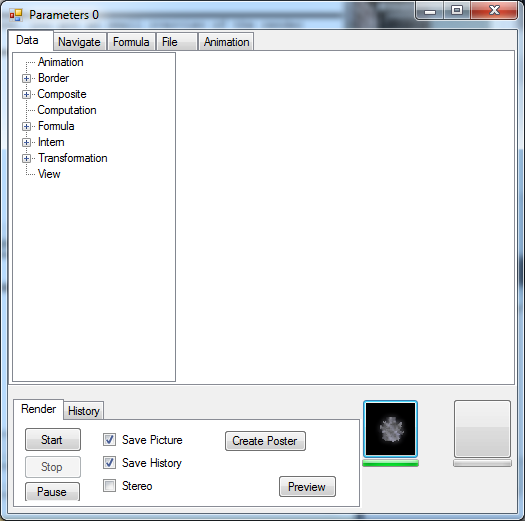 Parameters 0
Data Navigate Formula File Animation
Animation
Border
Composite
Computation
Formula
Intern
Transformation
View
Render History
Start Save Picture Create Poster
Stop Save History
Pause Stereo Preview